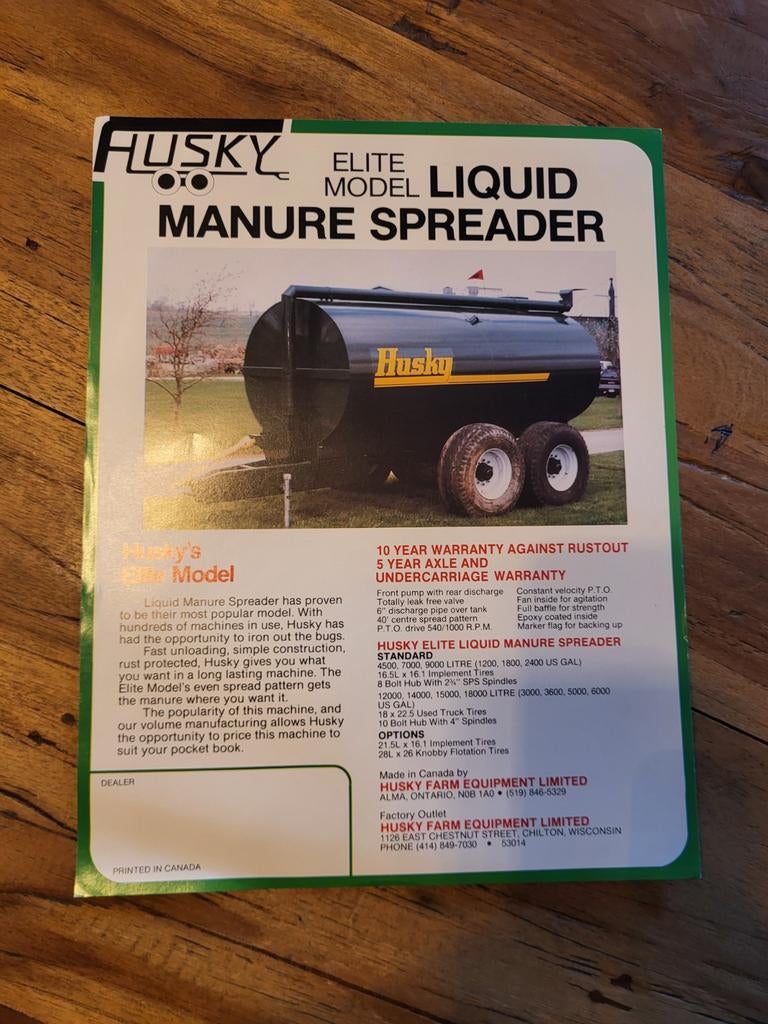 HUSKY
ELITE
MODEL LIQUID
MANURE SPREADER
Husky
Husky's
Elite Model
Liquid Manure Spreader has proven
to be their most popular model. With
hundreds of machines in use, Husky has
had the opportunity to iron out the bugs.
Fast unloading, simple construction,
rust protected, Husky gives you what
you want in a long lasting machine. The
Elite Model's even spread pattern gets
the manure where you want it.
The popularity of this machine, and
our volume manufacturing allows Husky
the opportunity to price this machine to
suit your pocket book.
DEALER
PRINTED IN CANADA
10 YEAR WARRANTY AGAINST RUSTOUT
5 YEAR AXLE AND
UNDERCARRIAGE WARRANTY
Front pump with rear discharge
Totally leak free valve
6" discharge pipe over tank
40' centre spread pattern
P.T.O. drive 540/1000 R.P.M.
Constant velocity P.T.O.
Fan inside for agitation
Full baffle for strength
Epoxy coated inside
Marker flag for backing up
HUSKY ELITE LIQUID MANURE SPREADER
STANDARD
4500, 7000, 9000 LITRE (1200, 1800, 2400 US GAL)
16.5L x 16.1 Implement Tires
8 Bolt Hub With 2¾" SPS Spindles
12000, 14000, 15000, 18000 LITRE (3000, 3600, 5000, 6000
US GAL)
18 x 22.5 Used Truck Tires
10 Bolt Hub With 4" Spindles
OPTIONS
21.5L x 16.1 Implement Tires
28L x 26 Knobby Flotation Tires
Made in Canada by
HUSKY FARM EQUIPMENT LIMITED
ALMA, ONTARIO, N0B 1A0 • (519) 846-5329
Factory Outlet
HUSKY FARM EQUIPMENT LIMITED
1126 EAST CHESTNUT STREET, CHILTON, WISCONSIN
PHONE (414) 849-7030 • 53014